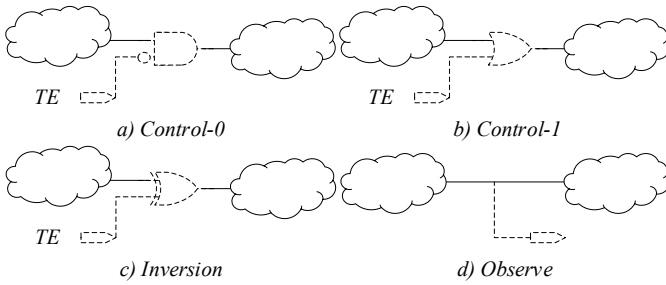 TE
TE
a) Control-0
b) Control-1
TE
c) Inversion
d) Observe